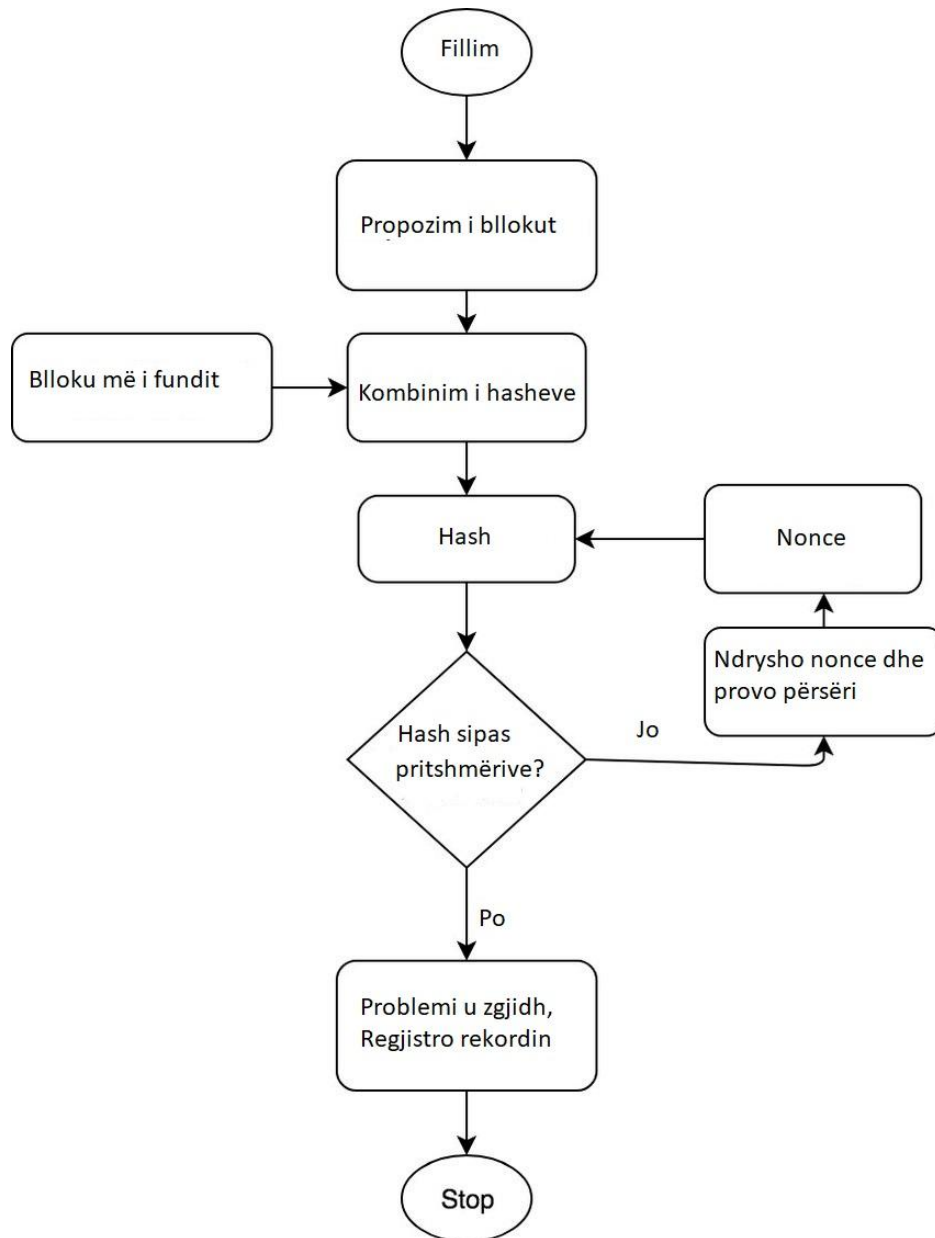 Fillim
Propozim i bllokut
Blloku më i fundit
Kombinim i hasheve
Hash
Nonce
Ndrysho nonce dhe
provo përsëri
Hash sipas
pritshmërive?
Jo
Po
Problemi u zgjidh,
Regjistro rekordin
Stop